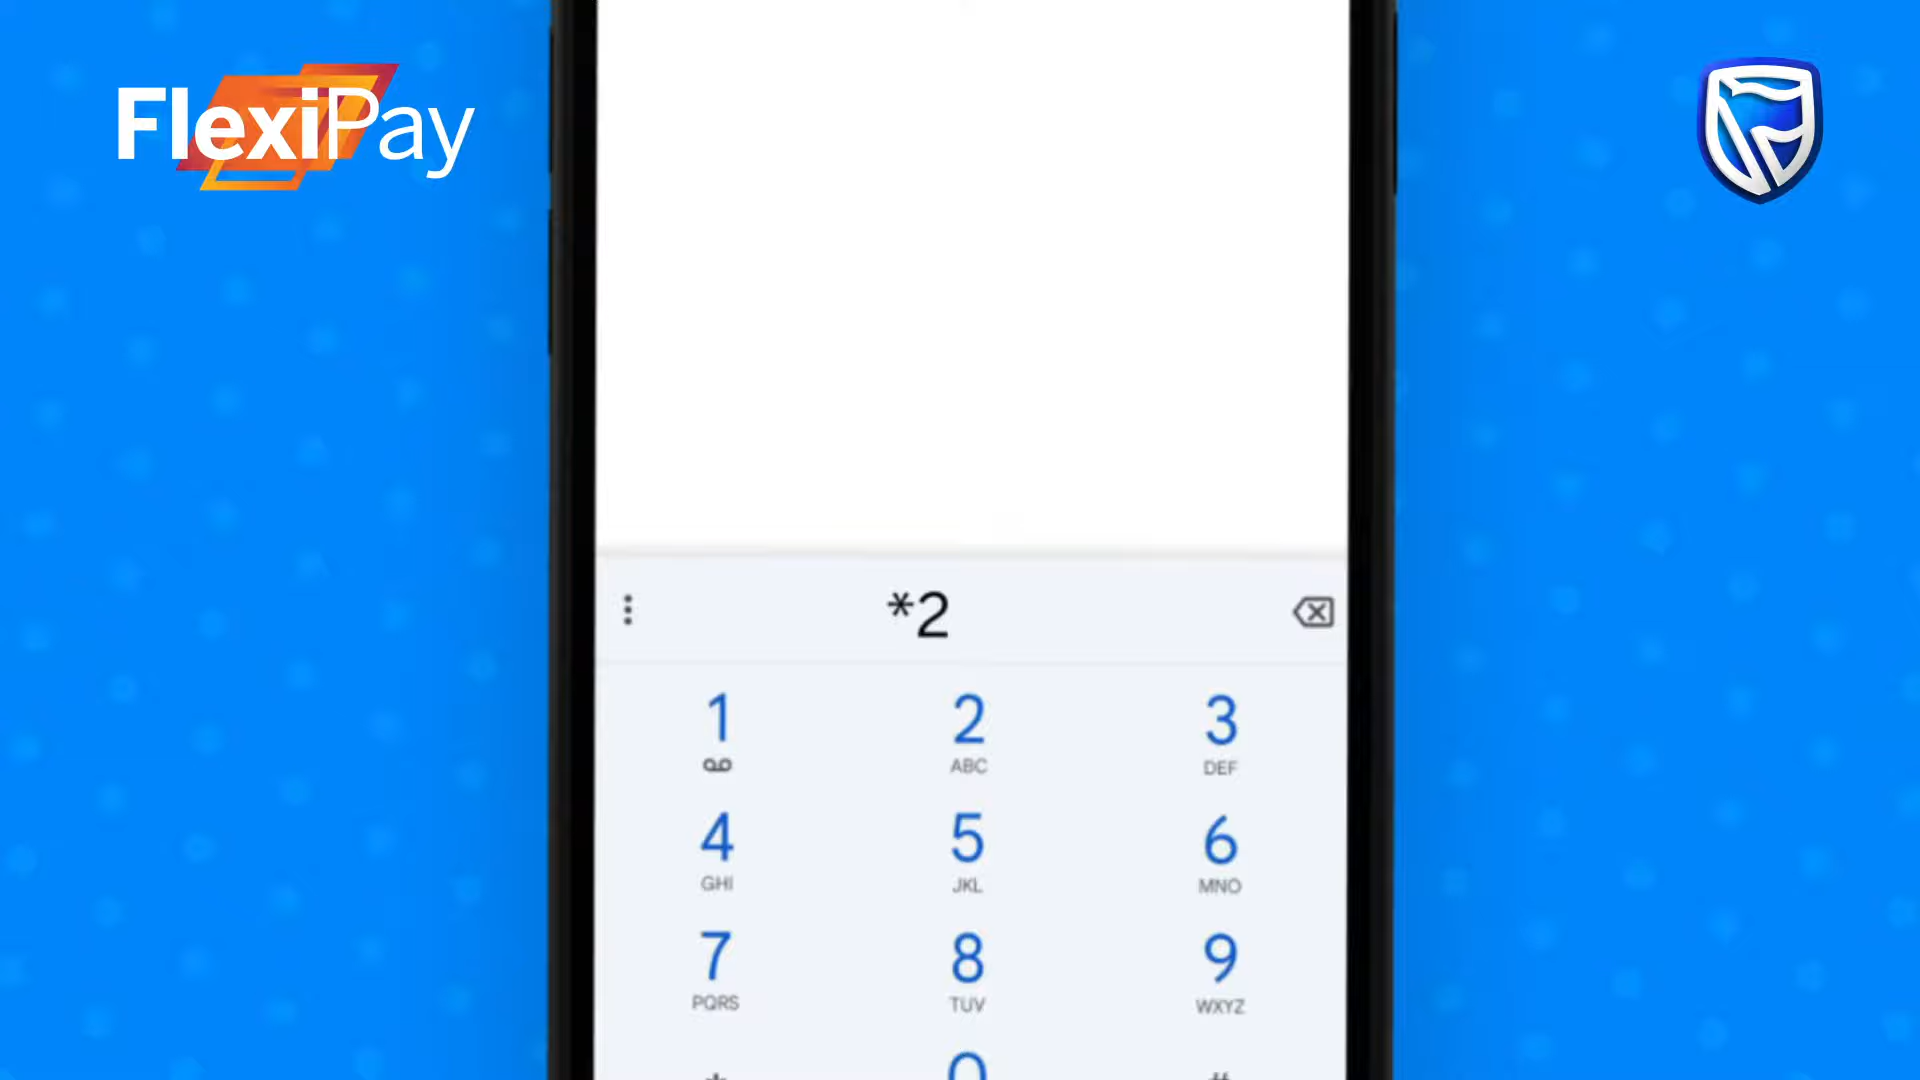 FlexiPay
*2
1 2 3
ABC DEF
4 5 6
GHI JKL MNO
7 8 9
PQRS TUV WXYZ
* 0 #